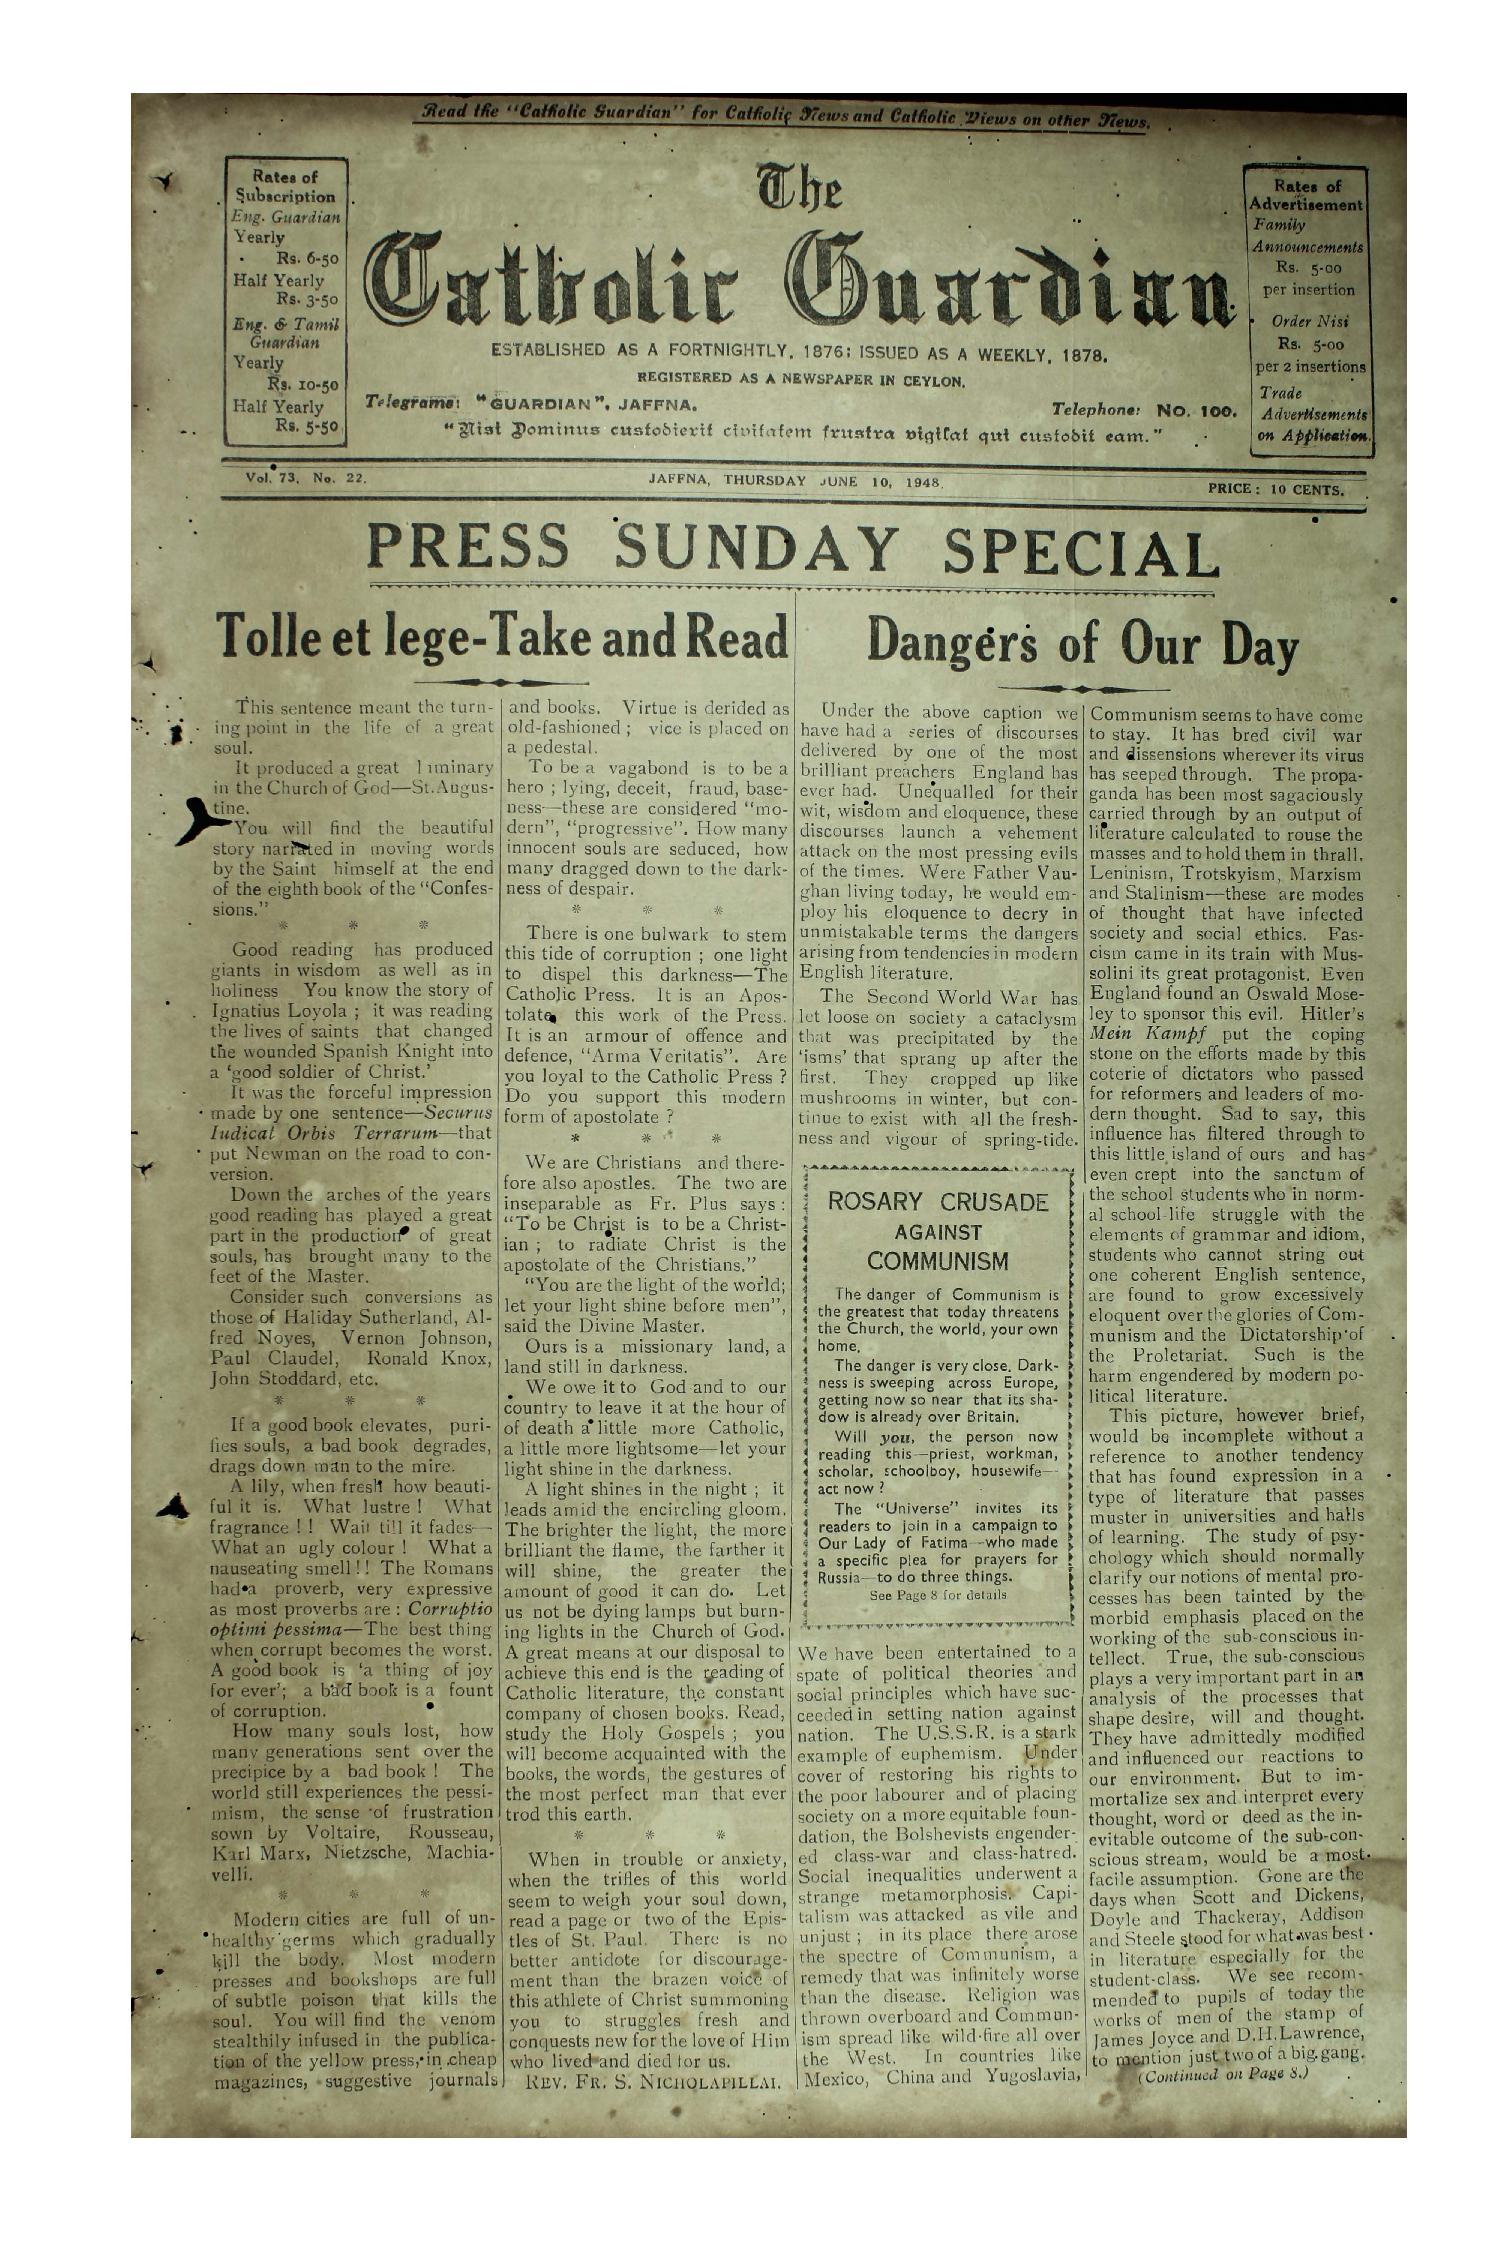 Read the "Catholic Guardian" for Catholic News and Catholic Views on other News.
Rates of
Subscription
Eng. Guardian
Yearly
Rs. 6-50
Half Yearly
Rs. 3-50
Eng. & Tamil
Guardian
Yearly
Rs. 10-50
Half Yearly
Rs. 5-50
The
Catholic Guardian
ESTABLISHED AS A FORTNIGHTLY, 1876; ISSUED AS A WEEKLY, 1878.
REGISTERED AS A NEWSPAPER IN CEYLON.
Telegrams: "GUARDIAN", JAFFNA.
Telephone: NO. 100.
"Nist Dominus custodierit civitatem frustra vigilat qui custodit eam."
Rates of
Advertisement
Family
Announcements
Rs. 5-00
per insertion
Order Nisi
Rs. 5-00
per 2 insertions
Trade
Advertisements
on Application.
Vol. 73. No. 22.
JAFFNA, THURSDAY JUNE 10, 1948.
PRICE: 10 CENTS.
PRESS SUNDAY SPECIAL
Tolle et lege-Take and Read
This sentence meant the turn-
ing point in the life of a great
soul.
It produced a great l minary
in the Church of God—St.Augus-
tine.
You will find the beautiful
story narrated in moving words
by the Saint himself at the end
of the eighth book of the "Confes-
sions."
* * *
Good reading has produced
giants in wisdom as well as in
holiness You know the story of
Ignatius Loyola ; it was reading
the lives of saints that changed
the wounded Spanish Knight into
a 'good soldier of Christ.'
It was the forceful impression
made by one sentence—Securus
Iudical Orbis Terrarum—that
put Newman on the road to con-
version.
Down the arches of the years
good reading has played a great
part in the production of great
souls, has brought many to the
feet of the Master.
Consider such conversions as
those of Haliday Sutherland, Al-
fred Noyes, Vernon Johnson,
Paul Claudel, Ronald Knox,
John Stoddard, etc.
* * *
If a good book elevates, puri-
fies souls, a bad book degrades,
drags down man to the mire.
A lily, when fresh how beauti-
ful it is. What lustre ! What
fragrance ! ! Wait till it fades—
What an ugly colour ! What a
nauseating smell ! ! The Romans
had a proverb, very expressive
as most proverbs are : Corruptio
optimi pessima—The best thing
when corrupt becomes the worst.
A good book is 'a thing of joy
for ever'; a bad book is a fount
of corruption.
How many souls lost, how
many generations sent over the
precipice by a bad book ! The
world still experiences the pessi-
mism, the sense of frustration
sown by Voltaire, Rousseau,
Karl Marx, Nietzsche, Machia-
velli.
* * *
Modern cities are full of un-
healthy germs which gradually
kill the body. Most modern
presses and bookshops are full
of subtle poison that kills the
soul. You will find the venom
stealthily infused in the publica-
tion of the yellow press, in cheap
magazines, suggestive journals
and books. Virtue is derided as
old-fashioned ; vice is placed on
a pedestal.
To be a vagabond is to be a
hero ; lying, deceit, fraud, base-
ness—these are considered "mo-
dern", "progressive". How many
innocent souls are seduced, how
many dragged down to the dark-
ness of despair.
* * *
There is one bulwark to stem
this tide of corruption ; one light
to dispel this darkness—The
Catholic Press. It is an Apos-
tolate, this work of the Press.
It is an armour of offence and
defence, "Arma Veritatis". Are
you loyal to the Catholic Press ?
Do you support this modern
form of apostolate ?
* * *
We are Christians and there-
fore also apostles. The two are
inseparable as Fr. Plus says :
"To be Christ is to be a Christ-
ian ; to radiate Christ is the
apostolate of the Christians."
"You are the light of the world;
let your light shine before men",
said the Divine Master.
Ours is a missionary land, a
land still in darkness.
We owe it to God and to our
country to leave it at the hour of
of death a little more Catholic,
a little more lightsome—let your
light shine in the darkness.
A light shines in the night ; it
leads amid the encircling gloom.
The brighter the light, the more
brilliant the flame, the farther it
will shine, the greater the
amount of good it can do. Let
us not be dying lamps but burn-
ing lights in the Church of God.
A great means at our disposal to
achieve this end is the reading of
Catholic literature, the constant
company of chosen books. Read,
study the Holy Gospels ; you
will become acquainted with the
books, the words, the gestures of
the most perfect man that ever
trod this earth.
* * *
When in trouble or anxiety,
when the trifles of this world
seem to weigh your soul down,
read a page or two of the Epis-
tles of St. Paul. There is no
better antidote for discourage-
ment than the brazen voice of
this athlete of Christ summoning
you to struggles fresh and
conquests new for the love of Him
who lived and died for us.
REV. FR. S. NICHOLAPILLAI.
Dangers of Our Day
Under the above caption we
have had a series of discourses
delivered by one of the most
brilliant preachers England has
ever had. Unequalled for their
wit, wisdom and eloquence, these
discourses launch a vehement
attack on the most pressing evils
of the times. Were Father Vau-
ghan living today, he would em-
ploy his eloquence to decry in
unmistakable terms the dangers
arising from tendencies in modern
English literature.
The Second World War has
let loose on society a cataclysm
that was precipitated by the
'isms' that sprang up after the
first. They cropped up like
mushrooms in winter, but con-
tinue to exist with all the fresh-
ness and vigour of spring-tide.
ROSARY CRUSADE
AGAINST
COMMUNISM
The danger of Communism is
the greatest that today threatens
the Church, the world, your own
home.
The danger is very close. Dark-
ness is sweeping across Europe,
getting now so near that its sha-
dow is already over Britain.
Will you, the person now
reading this—priest, workman,
scholar, schoolboy, housewife—
act now ?
The "Universe" invites its
readers to join in a campaign to
Our Lady of Fatima—who made
a specific plea for prayers for
Russia—to do three things.
See Page 8 for details
We have been entertained to a
spate of political theories and
social principles which have suc-
ceeded in setting nation against
nation. The U.S.S.R. is a stark
example of euphemism. Under
cover of restoring his rights to
the poor labourer and of placing
society on a more equitable foun-
dation, the Bolshevists engender-
ed class-war and class-hatred.
Social inequalities underwent a
strange metamorphosis. Capi-
talism was attacked as vile and
unjust ; in its place there arose
the spectre of Communism, a
remedy that was infinitely worse
than the disease. Religion was
thrown overboard and Commun-
ism spread like wild-fire all over
the West. In countries like
Mexico, China and Yugoslavia,
Communism seems to have come
to stay. It has bred civil war
and dissensions wherever its virus
has seeped through. The propa-
ganda has been most sagaciously
carried through by an output of
literature calculated to rouse the
masses and to hold them in thrall.
Leninism, Trotskyism, Marxism
and Stalinism—these are modes
of thought that have infected
society and social ethics. Fas-
cism came in its train with Mus-
solini its great protagonist. Even
England found an Oswald Mose-
ley to sponsor this evil. Hitler's
Mein Kampf put the coping
stone on the efforts made by this
coterie of dictators who passed
for reformers and leaders of mo-
dern thought. Sad to say, this
influence has filtered through to
this little island of ours and has
even crept into the sanctum of
the school students who in norm-
al school-life struggle with the
elements of grammar and idiom,
students who cannot string out
one coherent English sentence,
are found to grow excessively
eloquent over the glories of Com-
munism and the Dictatorship of
the Proletariat. Such is the
harm engendered by modern po-
litical literature.
This picture, however brief,
would be incomplete without a
reference to another tendency
that has found expression in a
type of literature that passes
muster in universities and halls
of learning. The study of psy-
chology which should normally
clarify our notions of mental pro-
cesses has been tainted by the
morbid emphasis placed on the
working of the sub-conscious in-
tellect. True, the sub-conscious
plays a very important part in an
analysis of the processes that
shape desire, will and thought.
They have admittedly modified
and influenced our reactions to
our environment. But to im-
mortalize sex and interpret every
thought, word or deed as the in-
evitable outcome of the sub-con-
scious stream, would be a most
facile assumption. Gone are the
days when Scott and Dickens,
Doyle and Thackeray, Addison
and Steele stood for what was best
in literature especially for the
student-class. We see recom-
mended to pupils of today the
works of men of the stamp of
James Joyce and D.H.Lawrence,
to mention just two of a big gang.
(Continued on Page 8.)